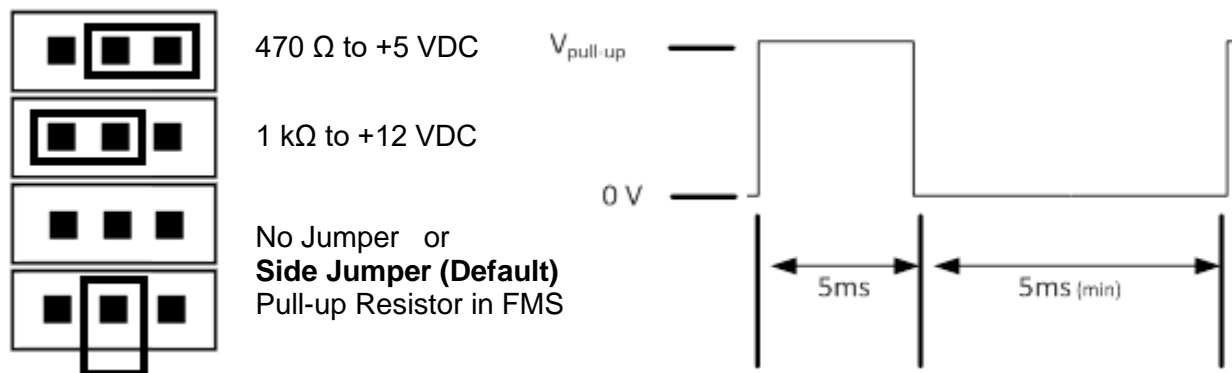 470 Ω to +5 VDC
1 kΩ to +12 VDC
No Jumper or
Side Jumper (Default)
Pull-up Resistor in FMS
Vpull-up
0 V
5ms
5ms (min)